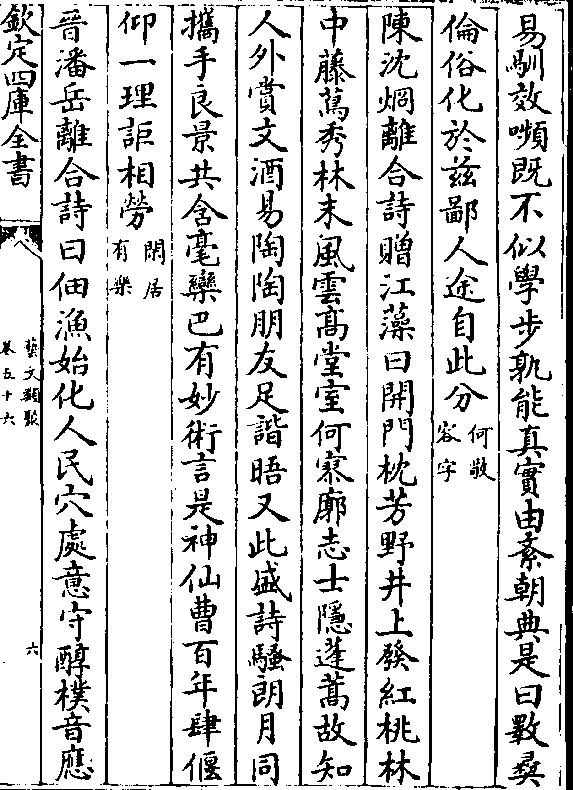 易馴效嚬既不似學步孰能真實由紊朝典是曰斁彛
倫俗化於兹鄙人途自此分何敬
容字
陳沈烱離合詩贈江藻曰開門枕芳野井上發紅桃林
中藤蔦秀林末風雲髙堂室何寮廓志士隱蓬蒿故知
人外賞文酒易陶陶朋友足諧晤又此盛詩騷朗月同
攜手良景共含毫欒巴有妙術言是神仙曹百年肆偃
仰一理詎相勞閑居
有樂
晉潘岳離合詩曰佃漁始化人民穴處意守醇樸音應
欽定四庫全書
藝文類聚
卷五十六
六